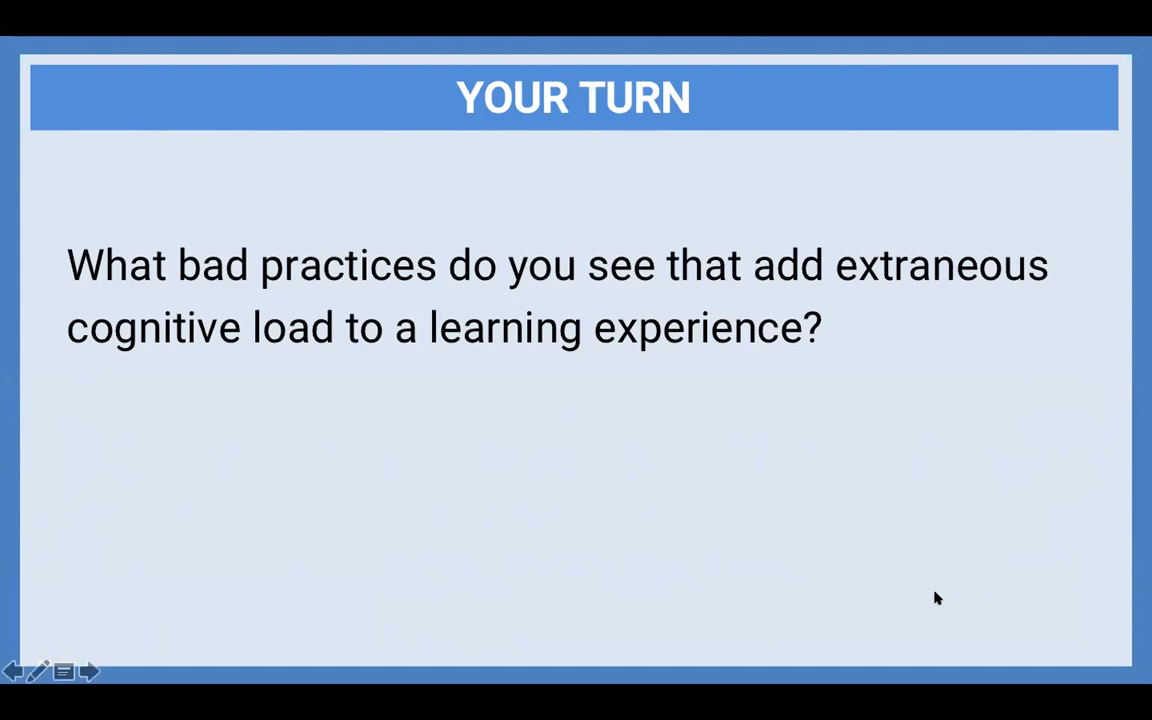 YOUR TURN
What bad practices do you see that add extraneous
cognitive load to a learning experience?